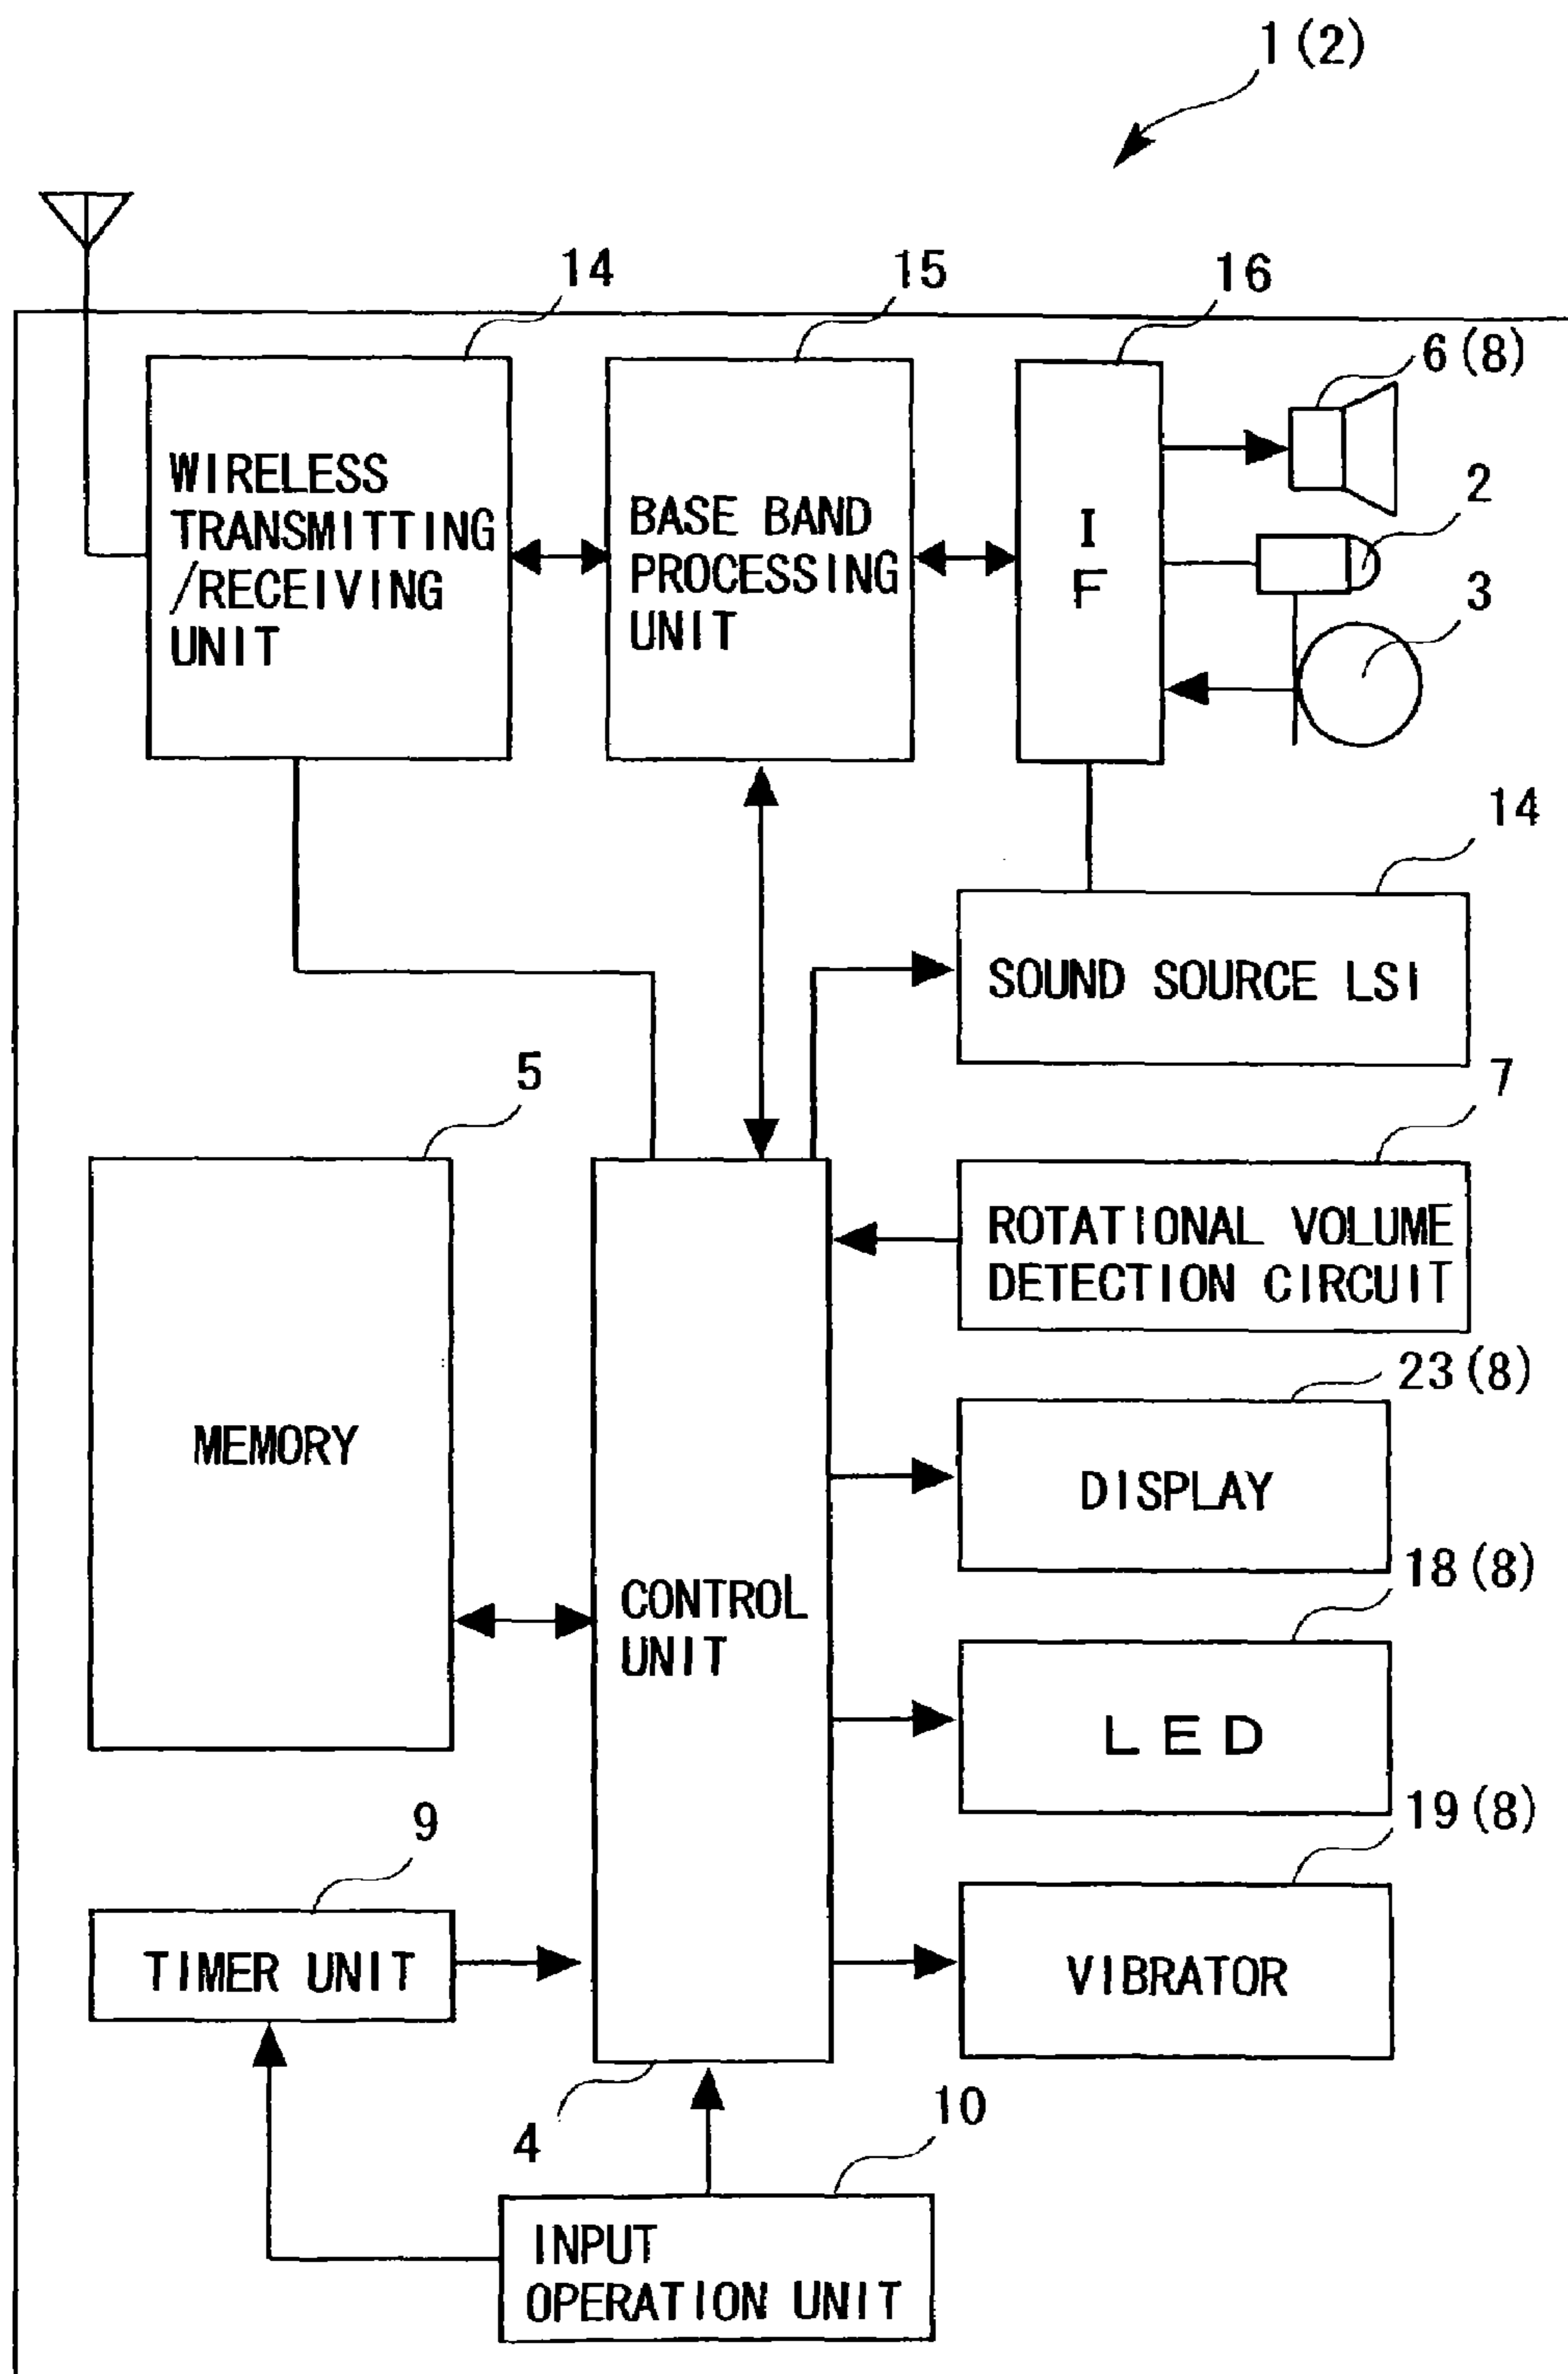 1(2)
14
15
16
6(8)
WIRELESS
TRANSMITTING
/RECEIVING
UNIT
BASE BAND
PROCESSING
UNIT
I
F
2
3
14
SOUND SOURCE LSI
5
7
MEMORY
ROTATIONAL VOLUME
DETECTION CIRCUIT
23(8)
DISPLAY
CONTROL
UNIT
18(8)
LED
19(8)
9
TIMER UNIT
VIBRATOR
4
10
INPUT
OPERATION UNIT